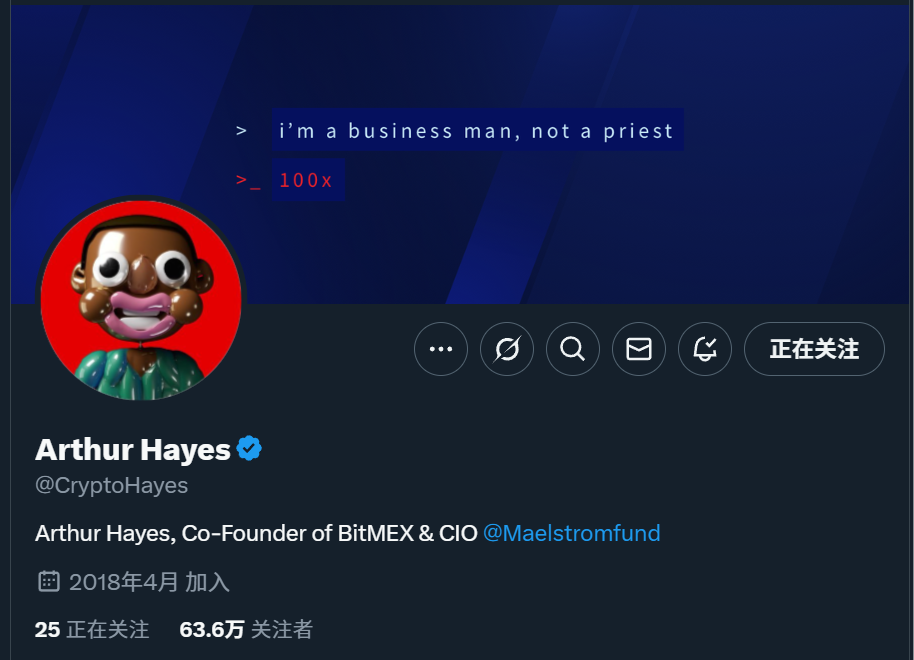 > i’m a business man, not a priest
>_ 100x
正在关注
Arthur Hayes
@CryptoHayes
Arthur Hayes, Co-Founder of BitMEX & CIO @Maelstromfund
2018年4月 加入
25 正在关注 63.6万 关注者